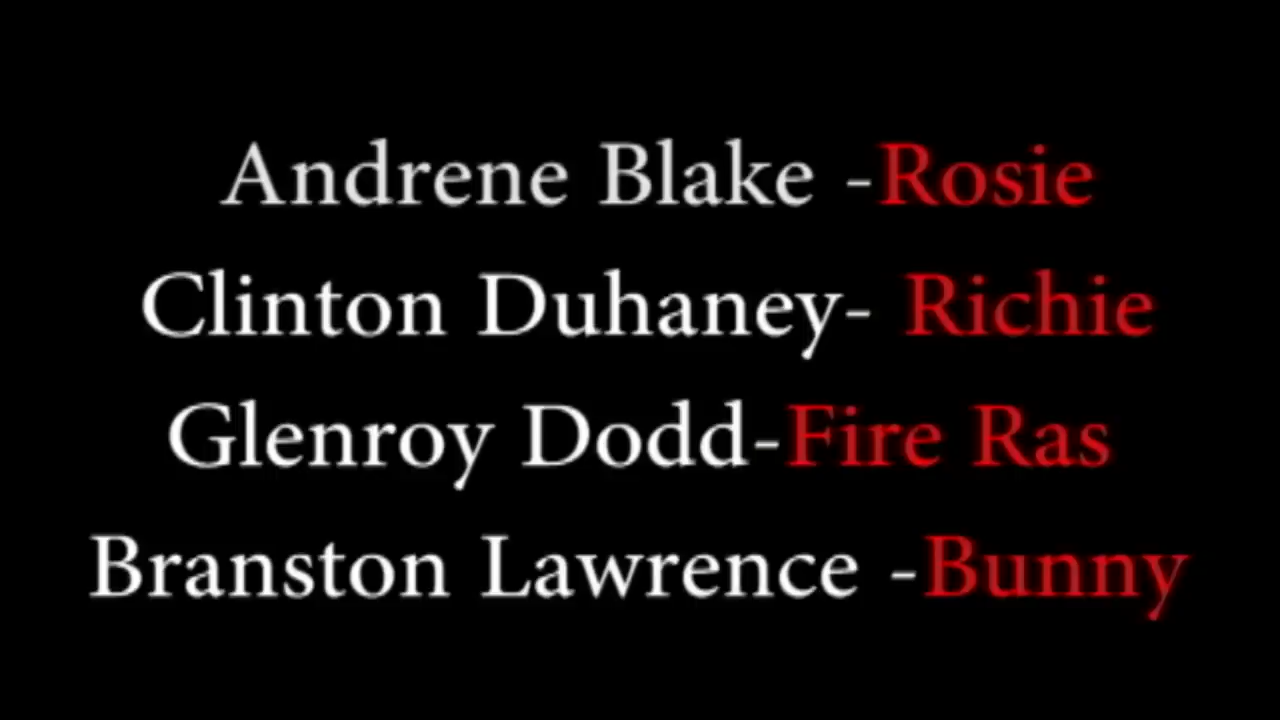 Andrene Blake -Rosie
Clinton Duhaney- Richie
Glenroy Dodd-Fire Ras
Branston Lawrence -Bunny